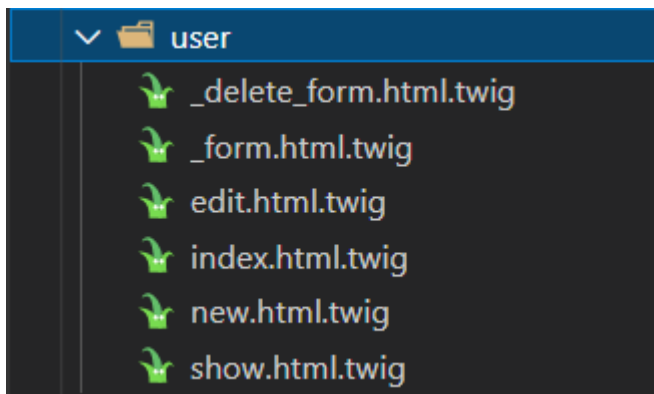 user
_delete_form.html.twig
_form.html.twig
edit.html.twig
index.html.twig
new.html.twig
show.html.twig